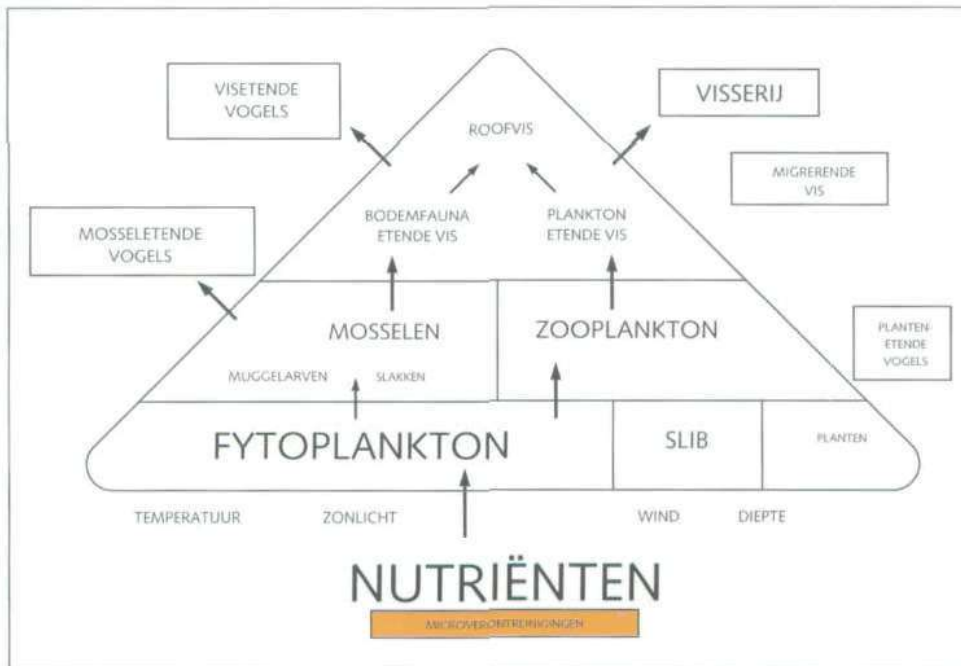 VISETENDE
VOGELS
VISSERIJ
ROOFVIS
MIGRERENDE
VIS
BODEMFAUNA
ETENDE VIS
PLANKTON
ETENDE VIS
MOSSELETENDE
VOGELS
MOSSELEN
ZOOPLANKTON
PLANTEN-
ETENDE
VOGELS
MUGGELARVEN
SLAKKEN
FYTOPLANKTON
SLIB
PLANTEN
TEMPERATUUR
ZONLICHT
WIND
DIEPTE
NUTRIËNTEN
MICROVERONTREINIGINGEN